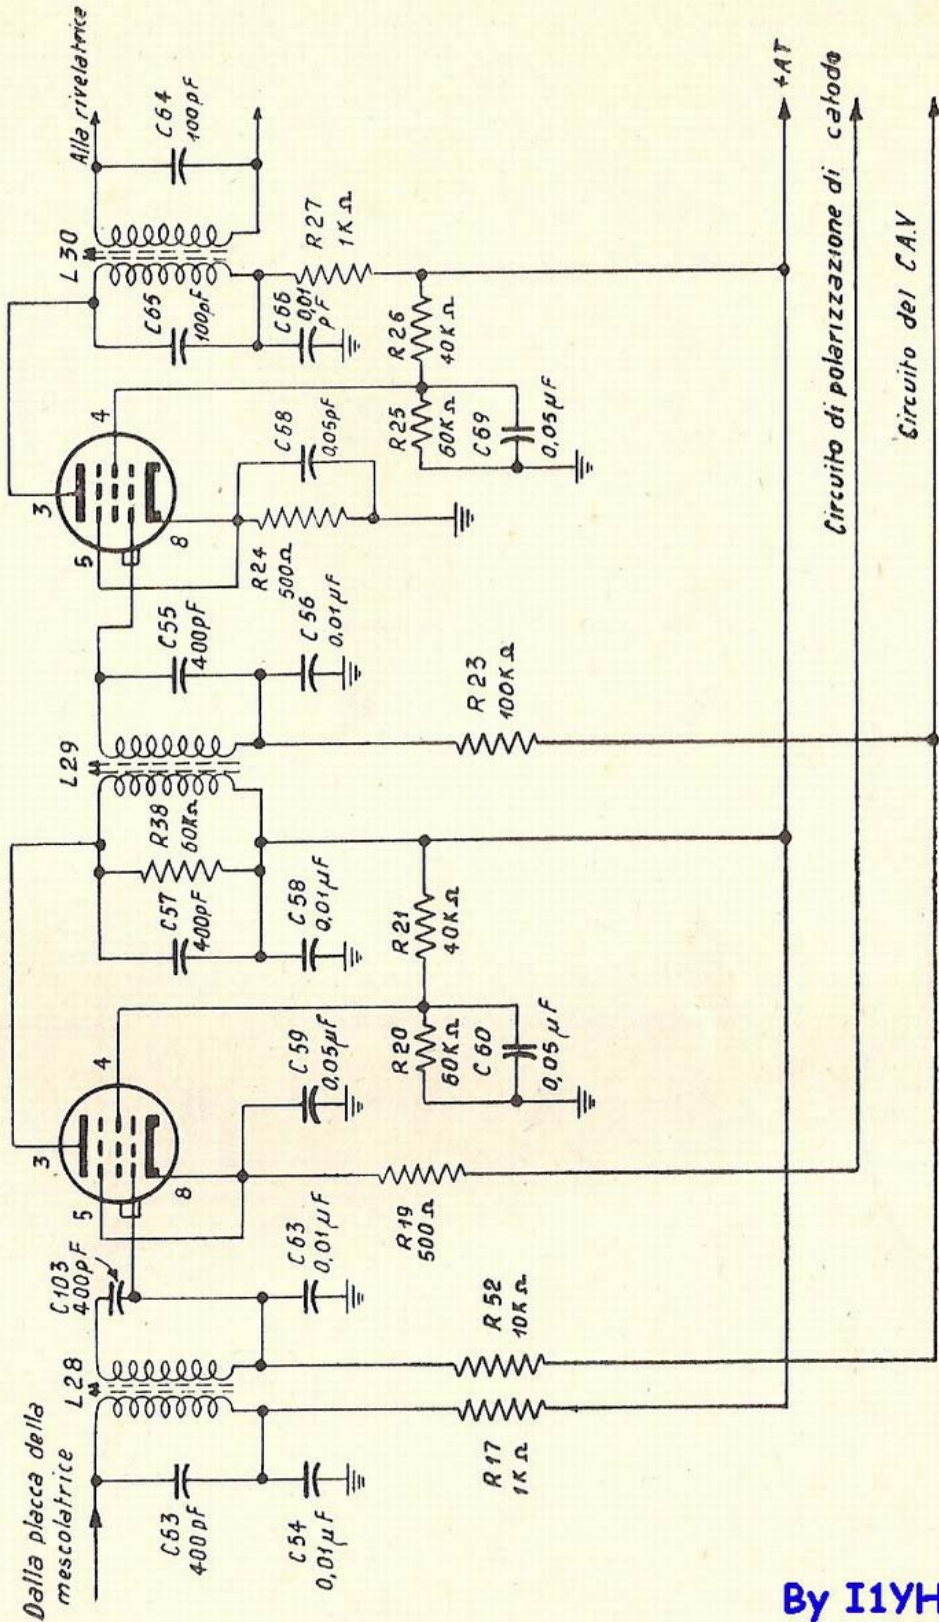 Dalla placca della
mescolatrice
L28
C103
400pF
C53
400pF
C54
0,01µF
C63
0,01µF
R17
1KΩ
R52
10KΩ
3
5
4
8
C59
0,05µF
R19
500Ω
R20
60KΩ
C60
0,05µF
R21
40KΩ
C57
400pF
R38
60KΩ
C58
0,01µF
L29
C55
400pF
C56
0,01µF
R23
100KΩ
3
5
4
8
R24
500Ω
C68
0,05pF
R25
60KΩ
C69
0,05µF
R26
40KΩ
C65
100pF
C66
0,01
pF
L30
R27
1KΩ
Alla rivelatrice
C64
100pF
+AT
Circuito di polarizzazione di catodo
Circuito del C.A.V
By I1YH